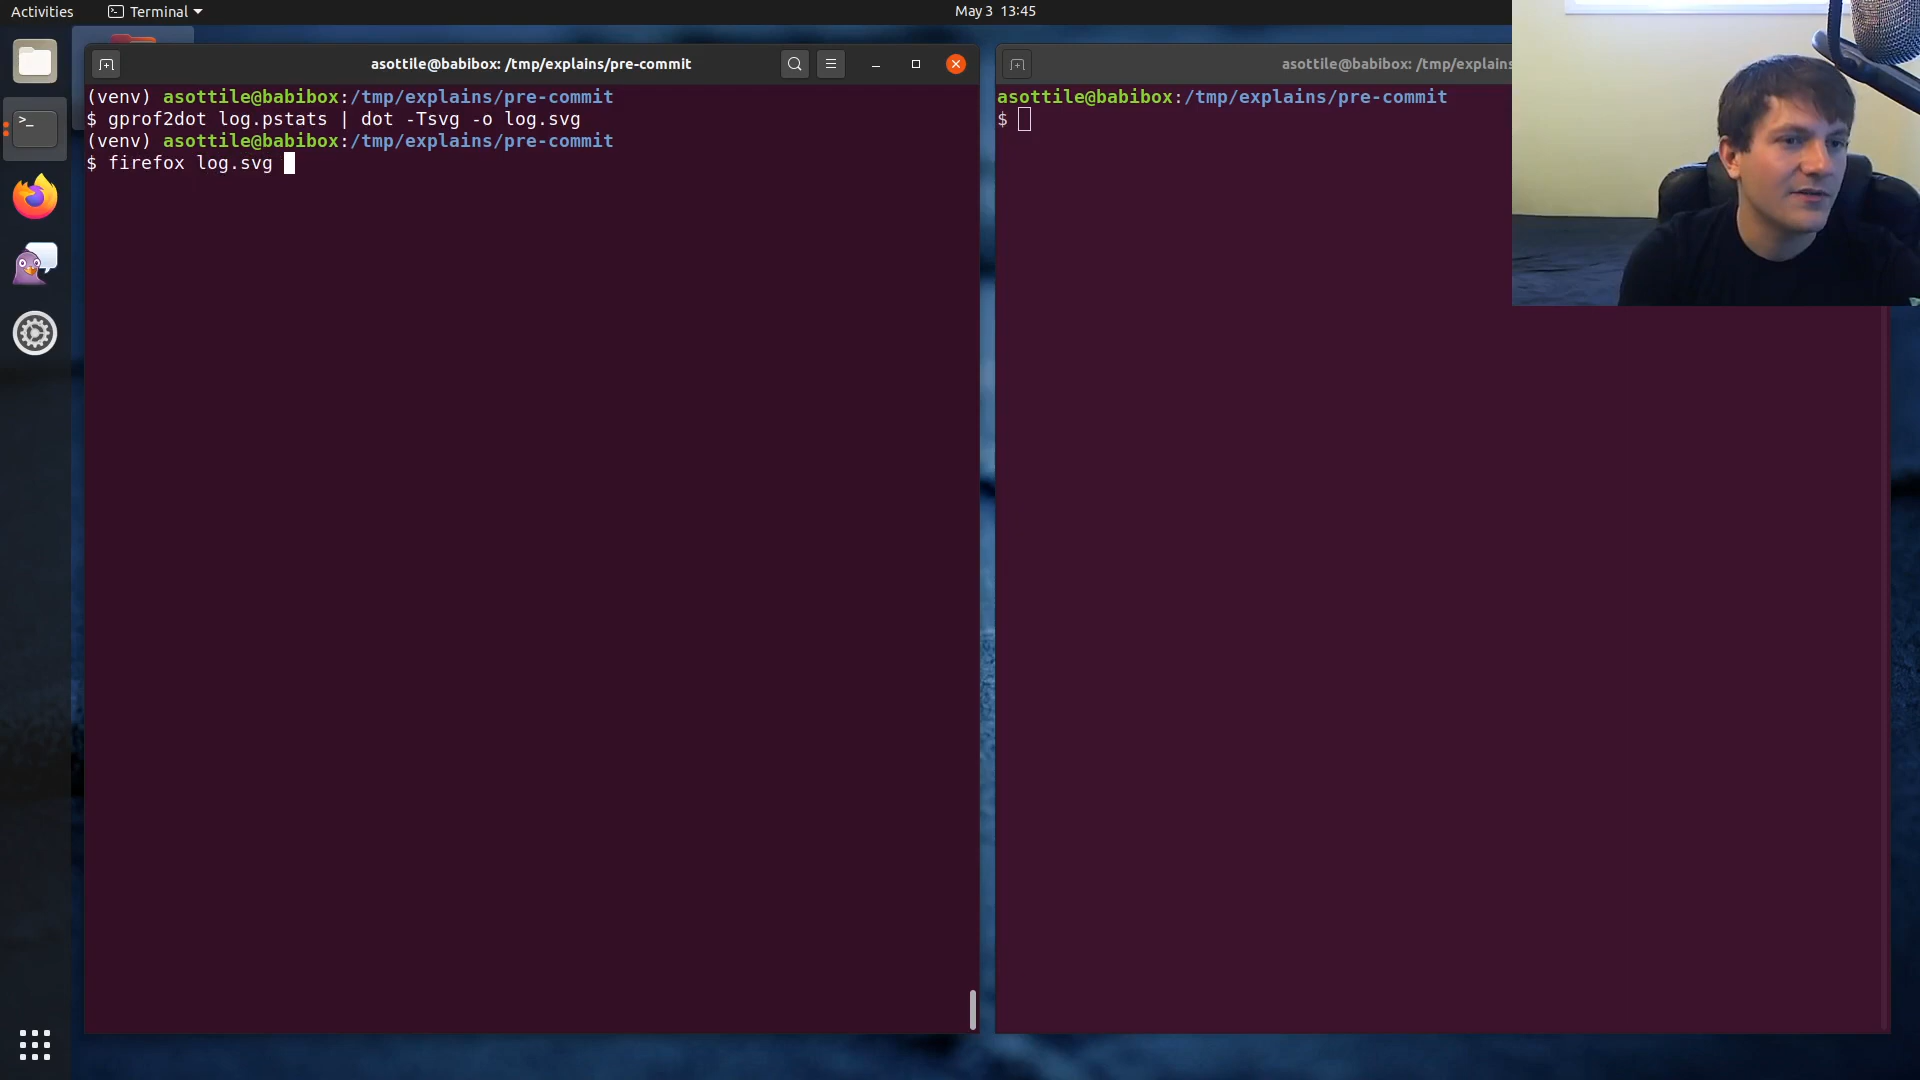 Activities
Terminal
May 3 13:45
asottile@babibox: /tmp/explains/pre-commit
(venv) asottile@babibox:/tmp/explains/pre-commit
$ gprof2dot log.pstats | dot -Tsvg -o log.svg
(venv) asottile@babibox:/tmp/explains/pre-commit
$ firefox log.svg
asottile@babibox: /tmp/explains
asottile@babibox:/tmp/explains/pre-commit
$